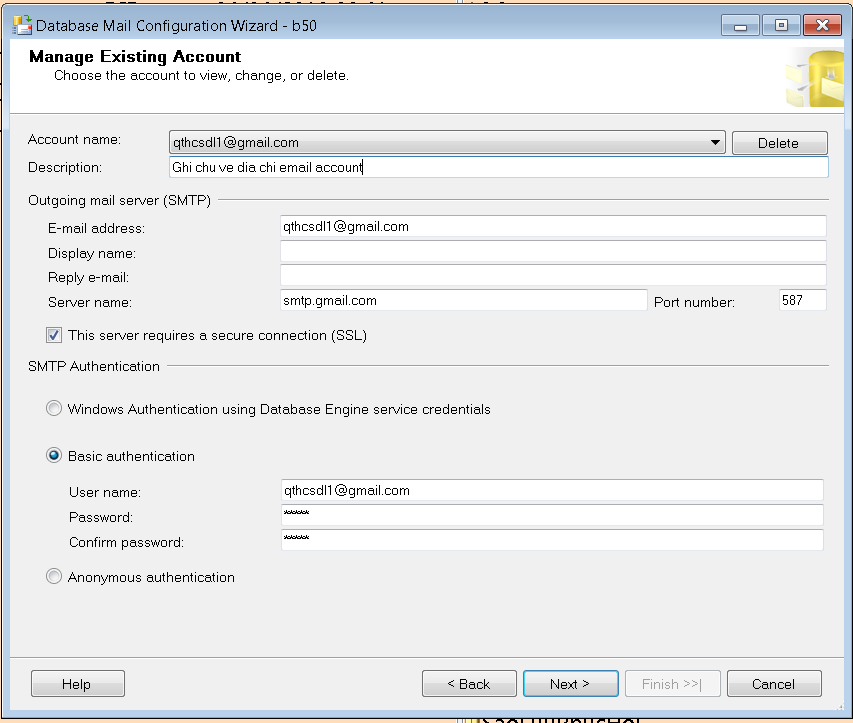 Database Mail Configuration Wizard - b50
Manage Existing Account
Choose the account to view, change, or delete.
Account name: qthcsdl1@gmail.com Delete
Description: Ghi chu ve dia chi email account
Outgoing mail server (SMTP)
E-mail address: qthcsdl1@gmail.com
Display name:
Reply e-mail:
Server name: smtp.gmail.com Port number: 587
This server requires a secure connection (SSL)
SMTP Authentication
Windows Authentication using Database Engine service credentials
Basic authentication
User name: qthcsdl1@gmail.com
Password: *****
Confirm password: *****
Anonymous authentication
Help < Back Next > Finish >>| Cancel